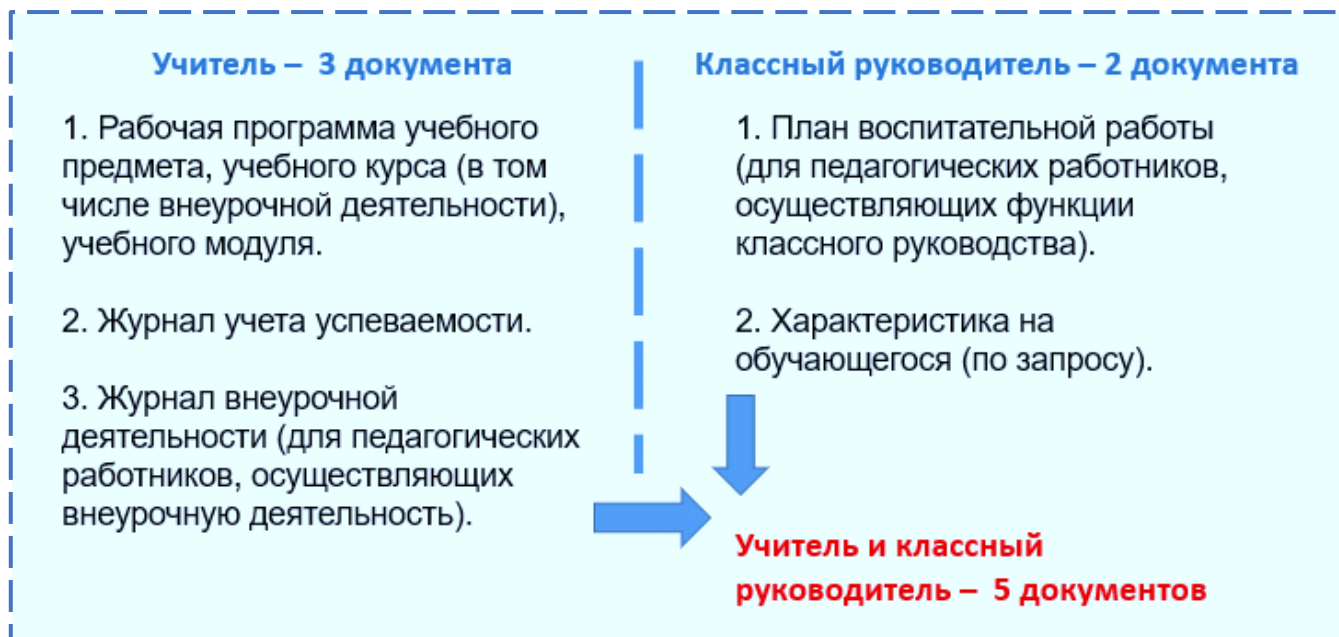 Учитель – 3 документа
1. Рабочая программа учебного
предмета, учебного курса (в том
числе внеурочной деятельности),
учебного модуля.
2. Журнал учета успеваемости.
3. Журнал внеурочной
деятельности (для педагогических
работников, осуществляющих
внеурочную деятельность).
Классный руководитель – 2 документа
1. План воспитательной работы
(для педагогических работников,
осуществляющих функции
классного руководства).
2. Характеристика на
обучающегося (по запросу).
Учитель и классный
руководитель – 5 документов